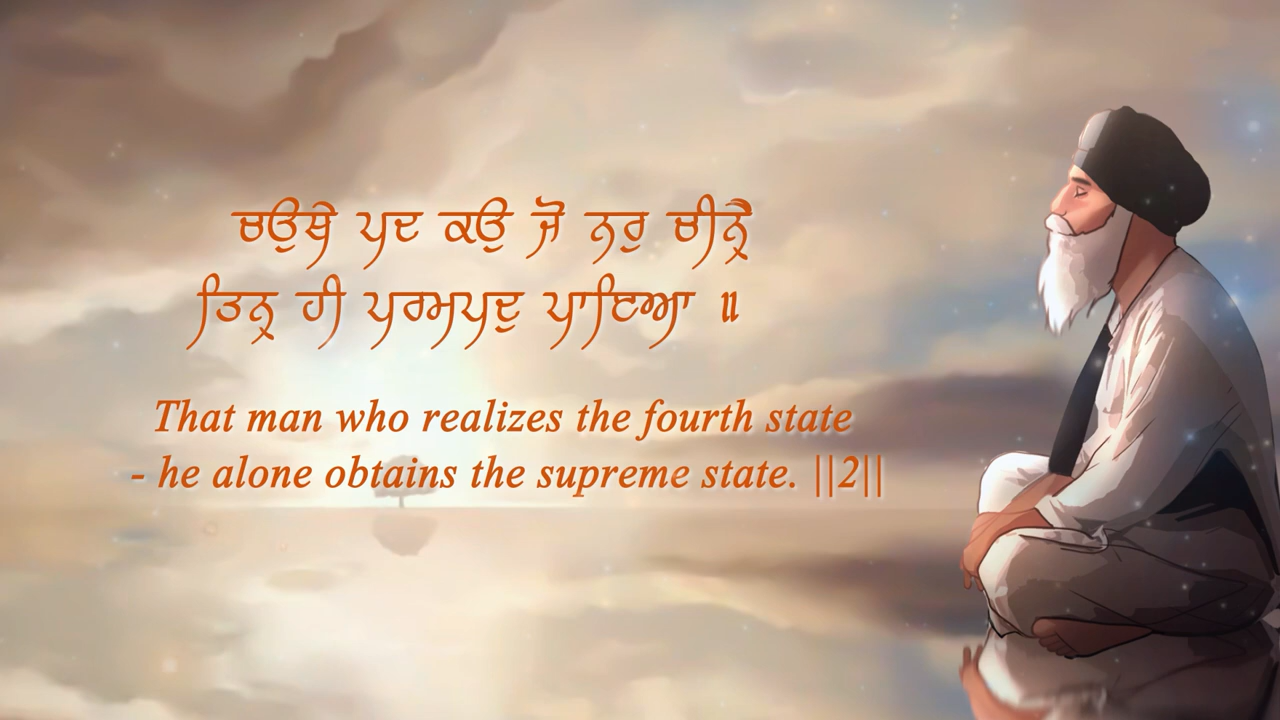 ਚਉਥੇ ਪਦ ਕਉ ਜੋ ਨਰੁ ਚੀਨੑੈ
ਤਿਨੑ ਹੀ ਪਰਮਪਦੁ ਪਾਇਆ ॥
That man who realizes the fourth state
- he alone obtains the supreme state. ||2||